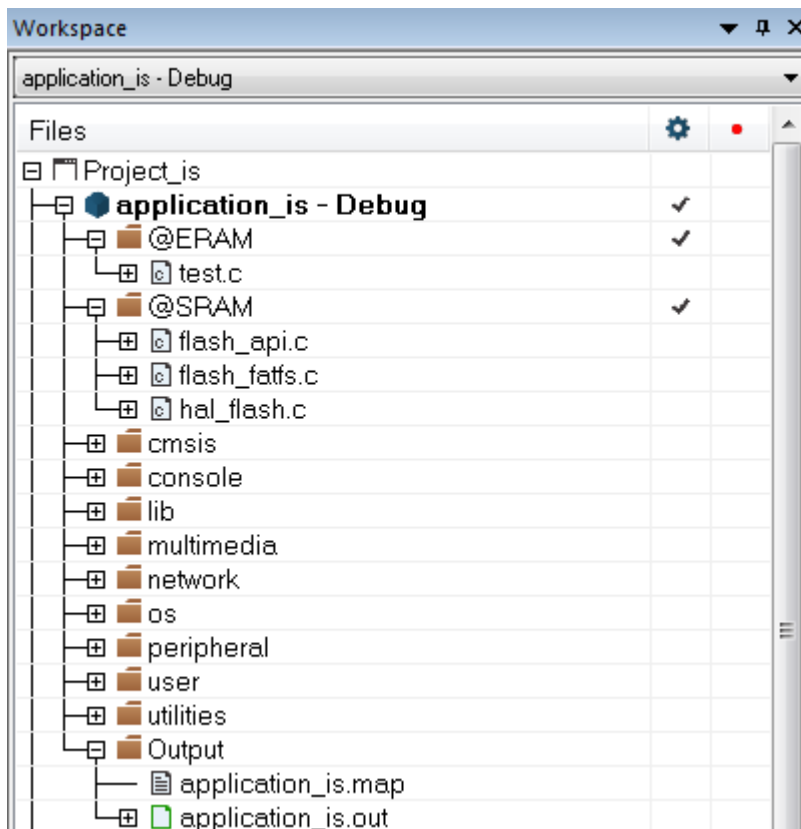 Workspace
application_is - Debug
Files
Project_is
application_is - Debug
@ERAM
test.c
@SRAM
flash_api.c
flash_fatfs.c
hal_flash.c
cmsis
console
lib
multimedia
network
os
peripheral
user
utilities
Output
application_is.map
application_is.out